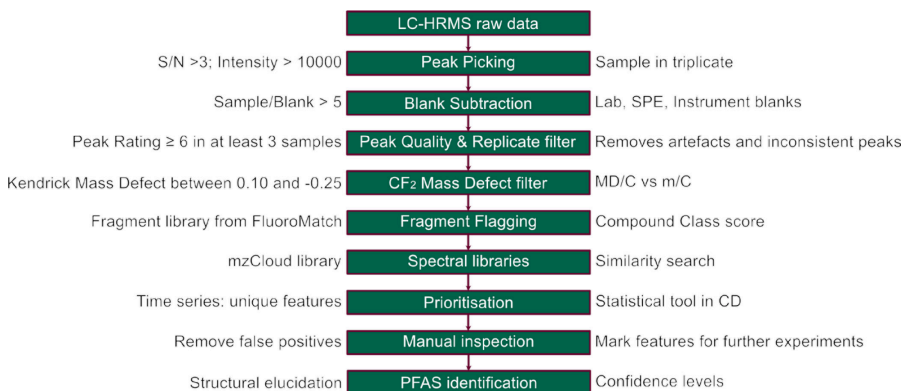 LC-HRMS raw data
S/N >3; Intensity > 10000 Peak Picking Sample in triplicate
Sample/Blank > 5 Blank Subtraction Lab, SPE, Instrument blanks
Peak Rating ≥ 6 in at least 3 samples Peak Quality & Replicate filter Removes artefacts and inconsistent peaks
Kendrick Mass Defect between 0.10 and -0.25 CF₂ Mass Defect filter MD/C vs m/C
Fragment library from FluoroMatch Fragment Flagging Compound Class score
mzCloud library Spectral libraries Similarity search
Time series: unique features Prioritisation Statistical tool in CD
Remove false positives Manual inspection Mark features for further experiments
Structural elucidation PFAS identification Confidence levels